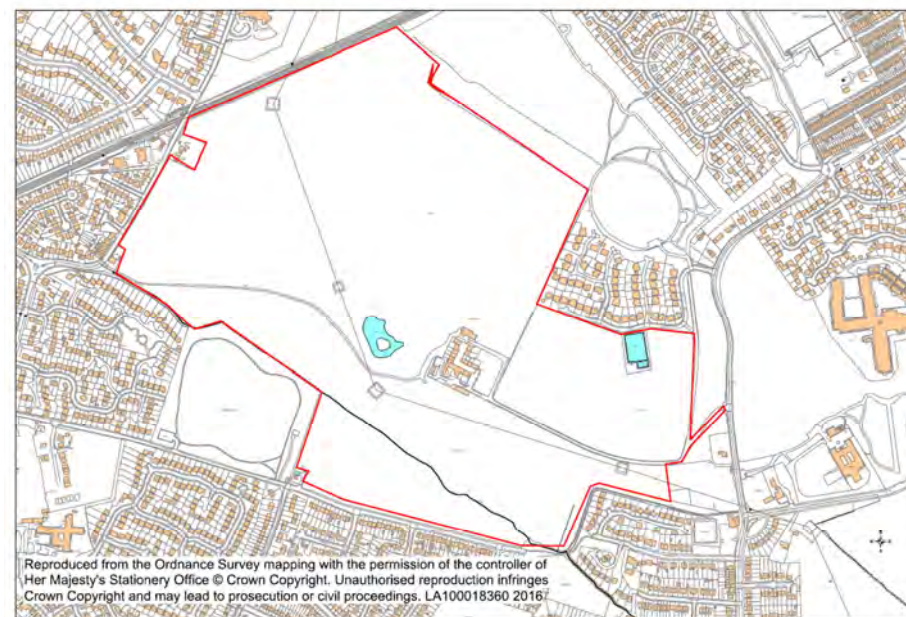 Reproduced from the Ordnance Survey mapping with the permission of the controller of
Her Majesty's Stationery Office © Crown Copyright. Unauthorised reproduction infringes
Crown Copyright and may lead to prosecution or civil proceedings. LA100018360 2016